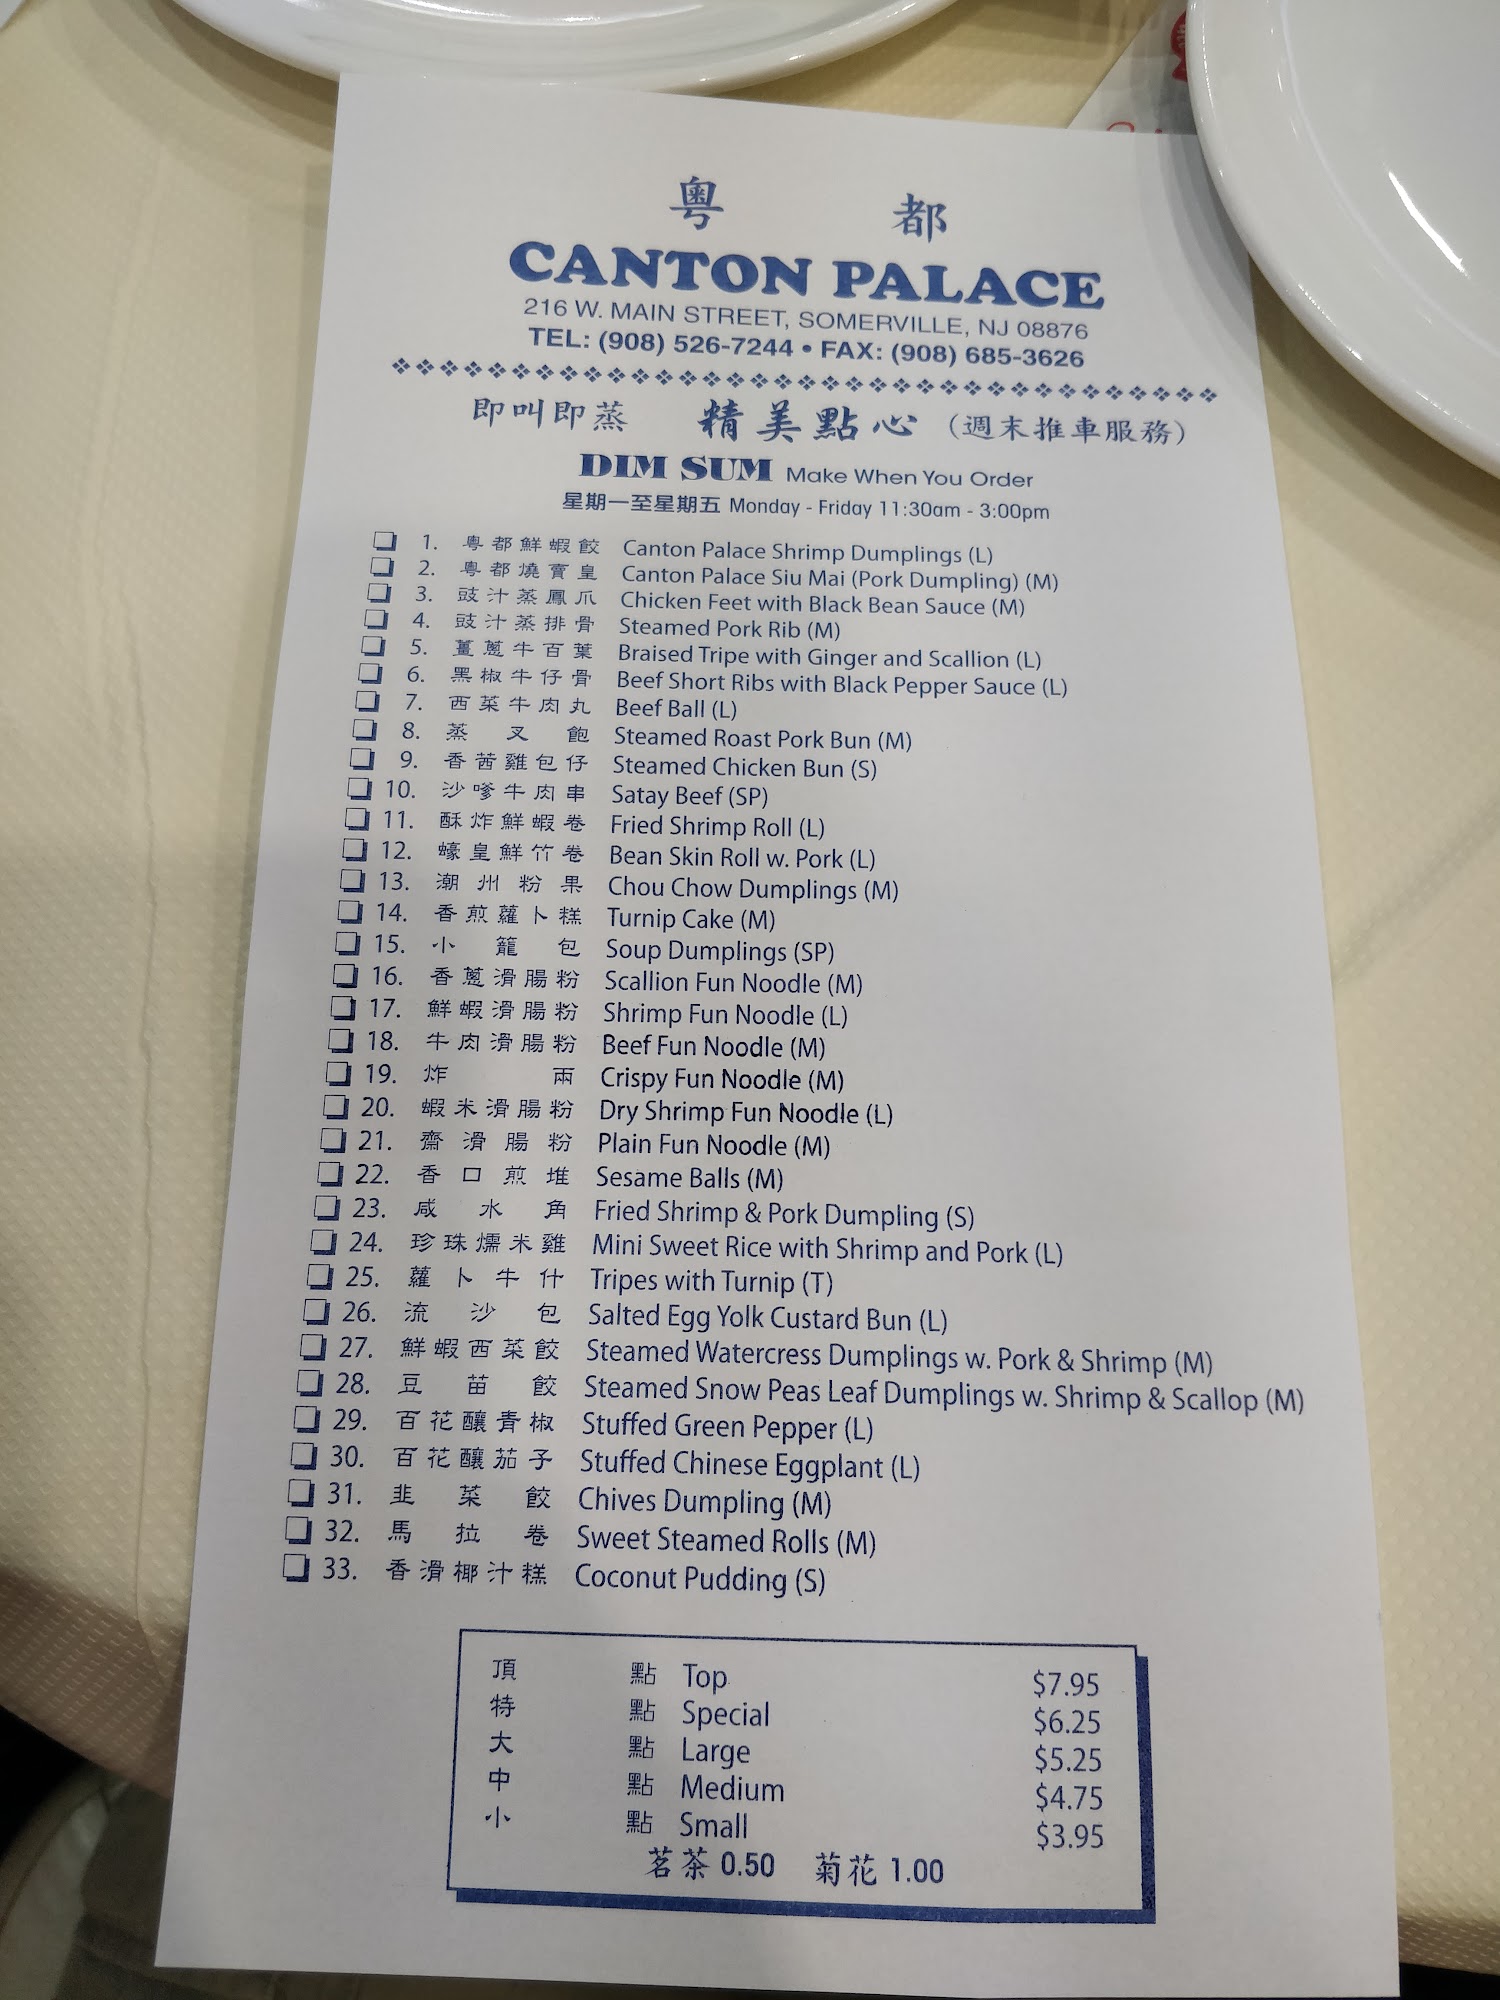 粵 都
CANTON PALACE
216 W. MAIN STREET, SOMERVILLE, NJ 08876
TEL: (908) 526-7244 • FAX: (908) 685-3626
即叫即蒸 精美點心 (週末推車服務)
DIM SUM Make When You Order
星期一至星期五 Monday - Friday 11:30am - 3:00pm
1. 粵都鮮蝦餃 Canton Palace Shrimp Dumplings (L)
2. 粵都燒賣皇 Canton Palace Siu Mai (Pork Dumpling) (M)
3. 豉汁蒸鳳爪 Chicken Feet with Black Bean Sauce (M)
4. 豉汁蒸排骨 Steamed Pork Rib (M)
5. 薑蔥牛百葉 Braised Tripe with Ginger and Scallion (L)
6. 黑椒牛仔骨 Beef Short Ribs with Black Pepper Sauce (L)
7. 西菜牛肉丸 Beef Ball (L)
8. 蒸叉飽 Steamed Roast Pork Bun (M)
9. 香茜雞包仔 Steamed Chicken Bun (S)
10. 沙嗲牛肉串 Satay Beef (SP)
11. 酥炸鮮蝦卷 Fried Shrimp Roll (L)
12. 蠔皇鮮竹卷 Bean Skin Roll w. Pork (L)
13. 潮州粉果 Chou Chow Dumplings (M)
14. 香煎蘿卜糕 Turnip Cake (M)
15. 小籠包 Soup Dumplings (SP)
16. 香蔥滑腸粉 Scallion Fun Noodle (M)
17. 鮮蝦滑腸粉 Shrimp Fun Noodle (L)
18. 牛肉滑腸粉 Beef Fun Noodle (M)
19. 炸兩 Crispy Fun Noodle (M)
20. 蝦米滑腸粉 Dry Shrimp Fun Noodle (L)
21. 齋滑腸粉 Plain Fun Noodle (M)
22. 香口煎堆 Sesame Balls (M)
23. 咸水角 Fried Shrimp & Pork Dumpling (S)
24. 珍珠燸米雞 Mini Sweet Rice with Shrimp and Pork (L)
25. 蘿卜牛什 Tripes with Turnip (T)
26. 流沙包 Salted Egg Yolk Custard Bun (L)
27. 鮮蝦西菜餃 Steamed Watercress Dumplings w. Pork & Shrimp (M)
28. 豆苗餃 Steamed Snow Peas Leaf Dumplings w. Shrimp & Scallop (M)
29. 百花釀青椒 Stuffed Green Pepper (L)
30. 百花釀茄子 Stuffed Chinese Eggplant (L)
31. 韭菜餃 Chives Dumpling (M)
32. 馬拉卷 Sweet Steamed Rolls (M)
33. 香滑椰汁糕 Coconut Pudding (S)
頂點 Top $7.95
特點 Special $6.25
大點 Large $5.25
中點 Medium $4.75
小點 Small $3.95
茗茶 0.50 菊花 1.00